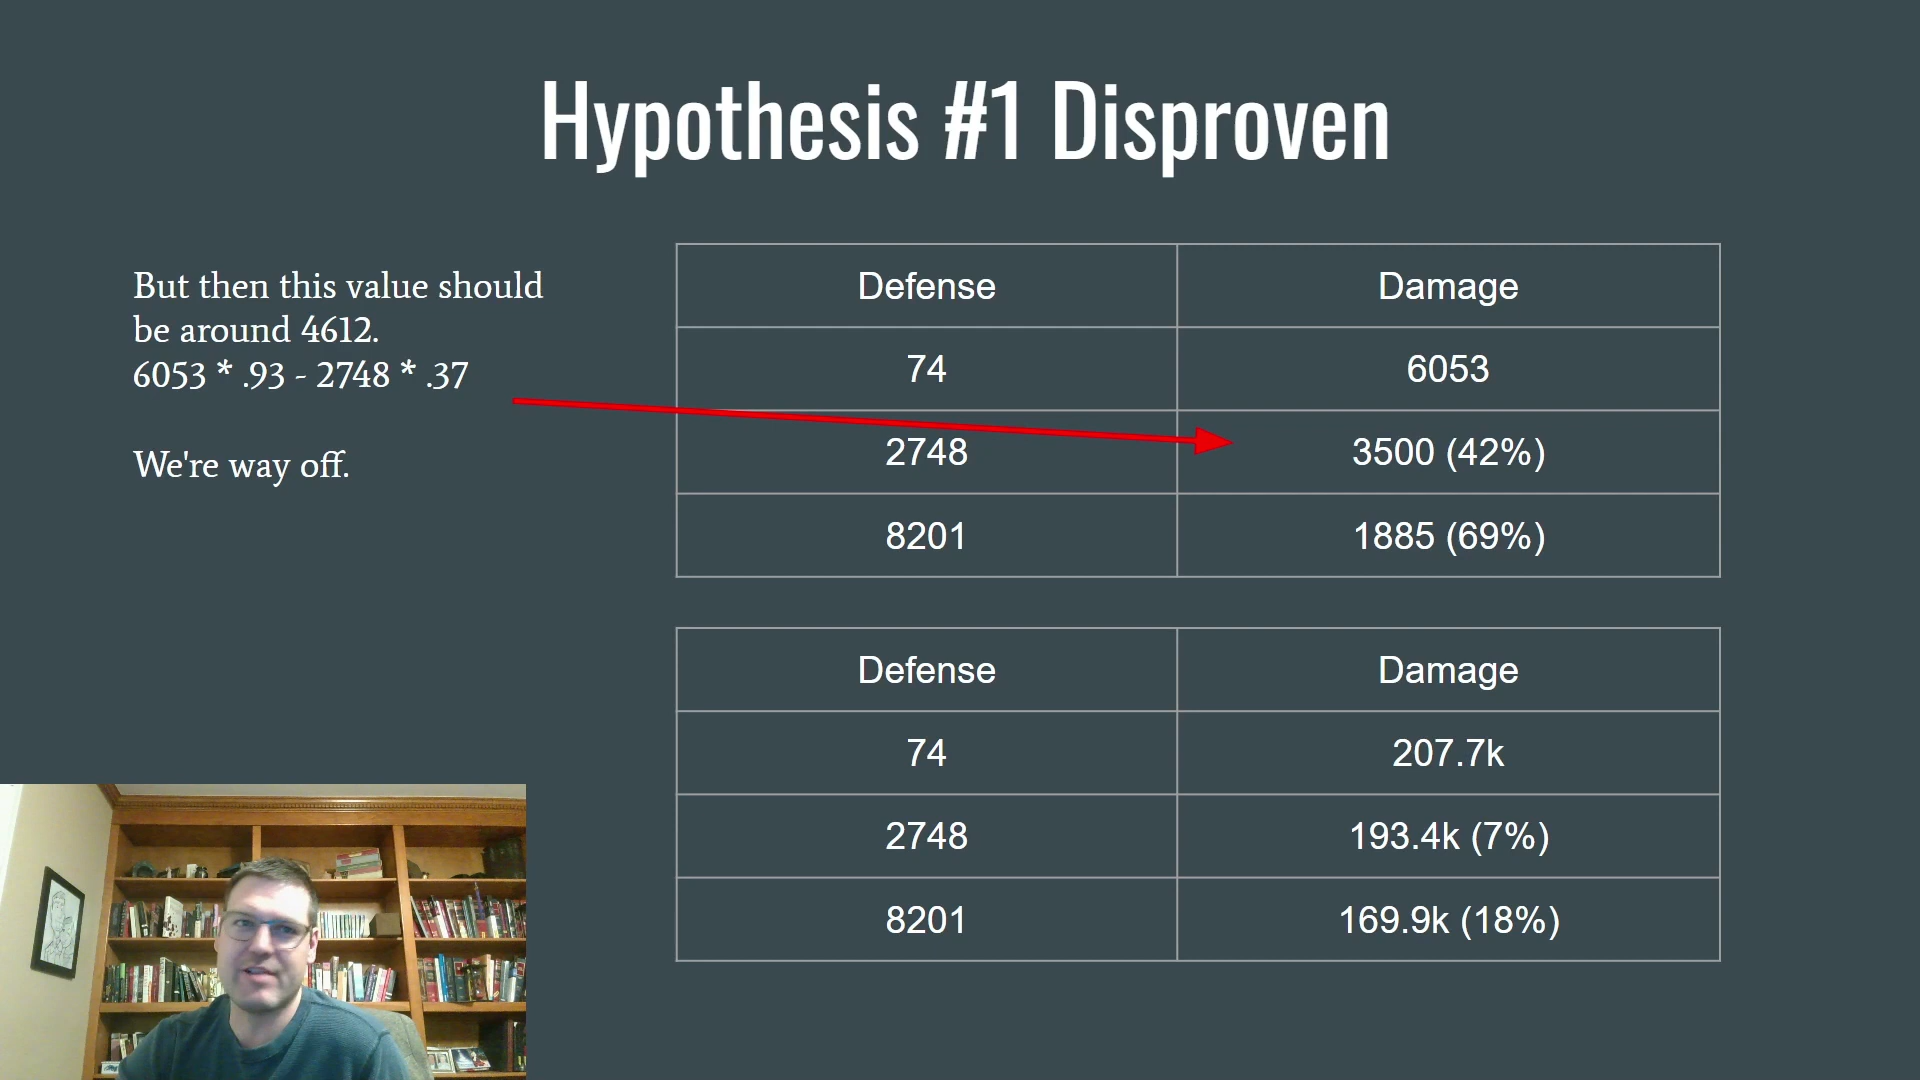 Hypothesis #1 Disproven
But then this value should
be around 4612.
6053 * .93 - 2748 * .37
We're way off.
Defense Damage
74 6053
2748 3500 (42%)
8201 1885 (69%)
Defense Damage
74 207.7k
2748 193.4k (7%)
8201 169.9k (18%)